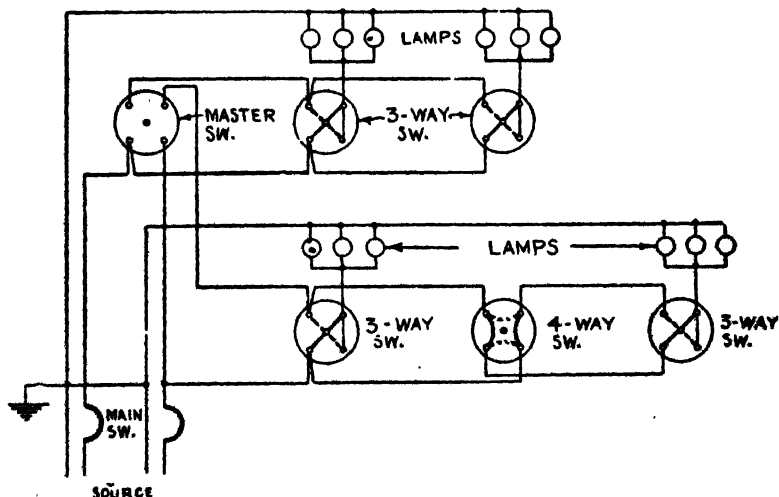 LAMPS
MASTER
SW.
3-WAY
SW.
LAMPS
3-WAY
SW.
4-WAY
SW.
3-WAY
SW.
MAIN
SW.
SOURCE